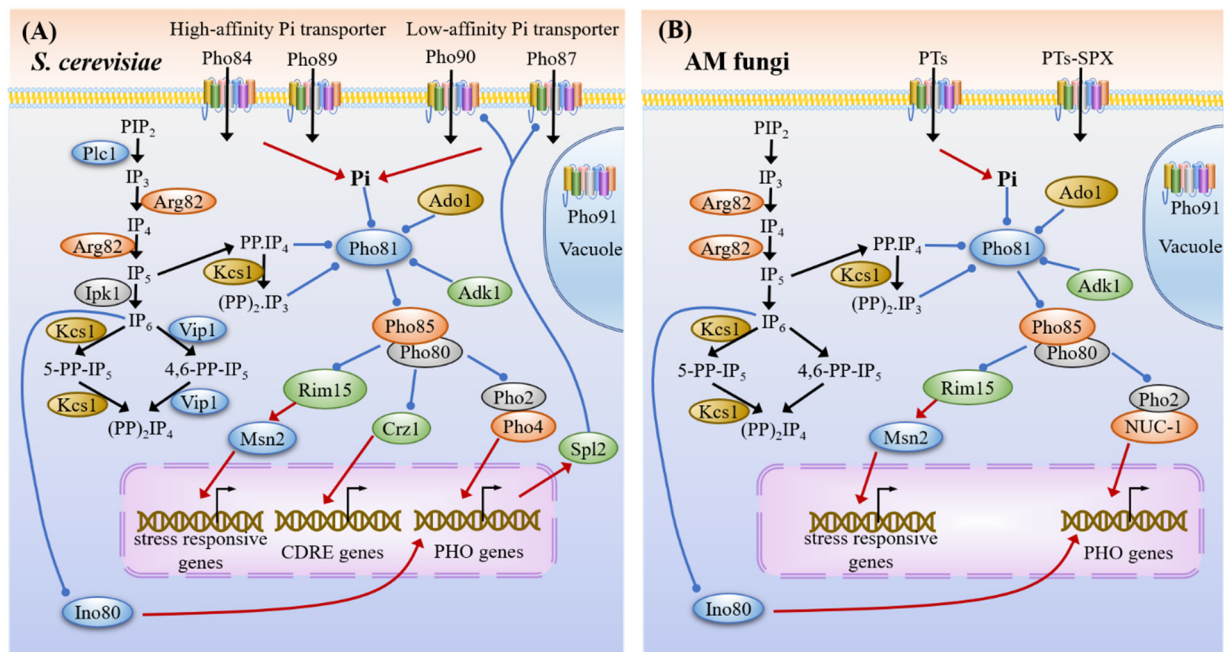 (A)
High-affinity Pi transporter
Low-affinity Pi transporter
S. cerevisiae
Pho84
Pho89
Pho90
Pho87
PIP2
Plc1
IP3
Arg82
Pi
Ado1
Pho91
IP4
Arg82
PP.IP4
Pho81
Vacuole
IP5
Kcs1
Ipk1
(PP)2.IP3
Adk1
IP6
Kcs1
Vip1
Pho85
Pho80
5-PP-IP5
4,6-PP-IP5
Rim15
Pho2
Kcs1
Vip1
(PP)2IP4
Msn2
Crz1
Pho4
Spl2
stress responsive
genes
CDRE genes
PHO genes
Ino80
(B)
AM fungi
PTs
PTs-SPX
PIP2
IP3
Arg82
Pi
Ado1
Pho91
IP4
Arg82
PP.IP4
Pho81
Vacuole
IP5
Kcs1
(PP)2.IP3
Adk1
IP6
Kcs1
Pho85
Pho80
5-PP-IP5
4,6-PP-IP5
Rim15
Pho2
Kcs1
(PP)2IP4
Msn2
NUC-1
stress responsive
genes
PHO genes
Ino80